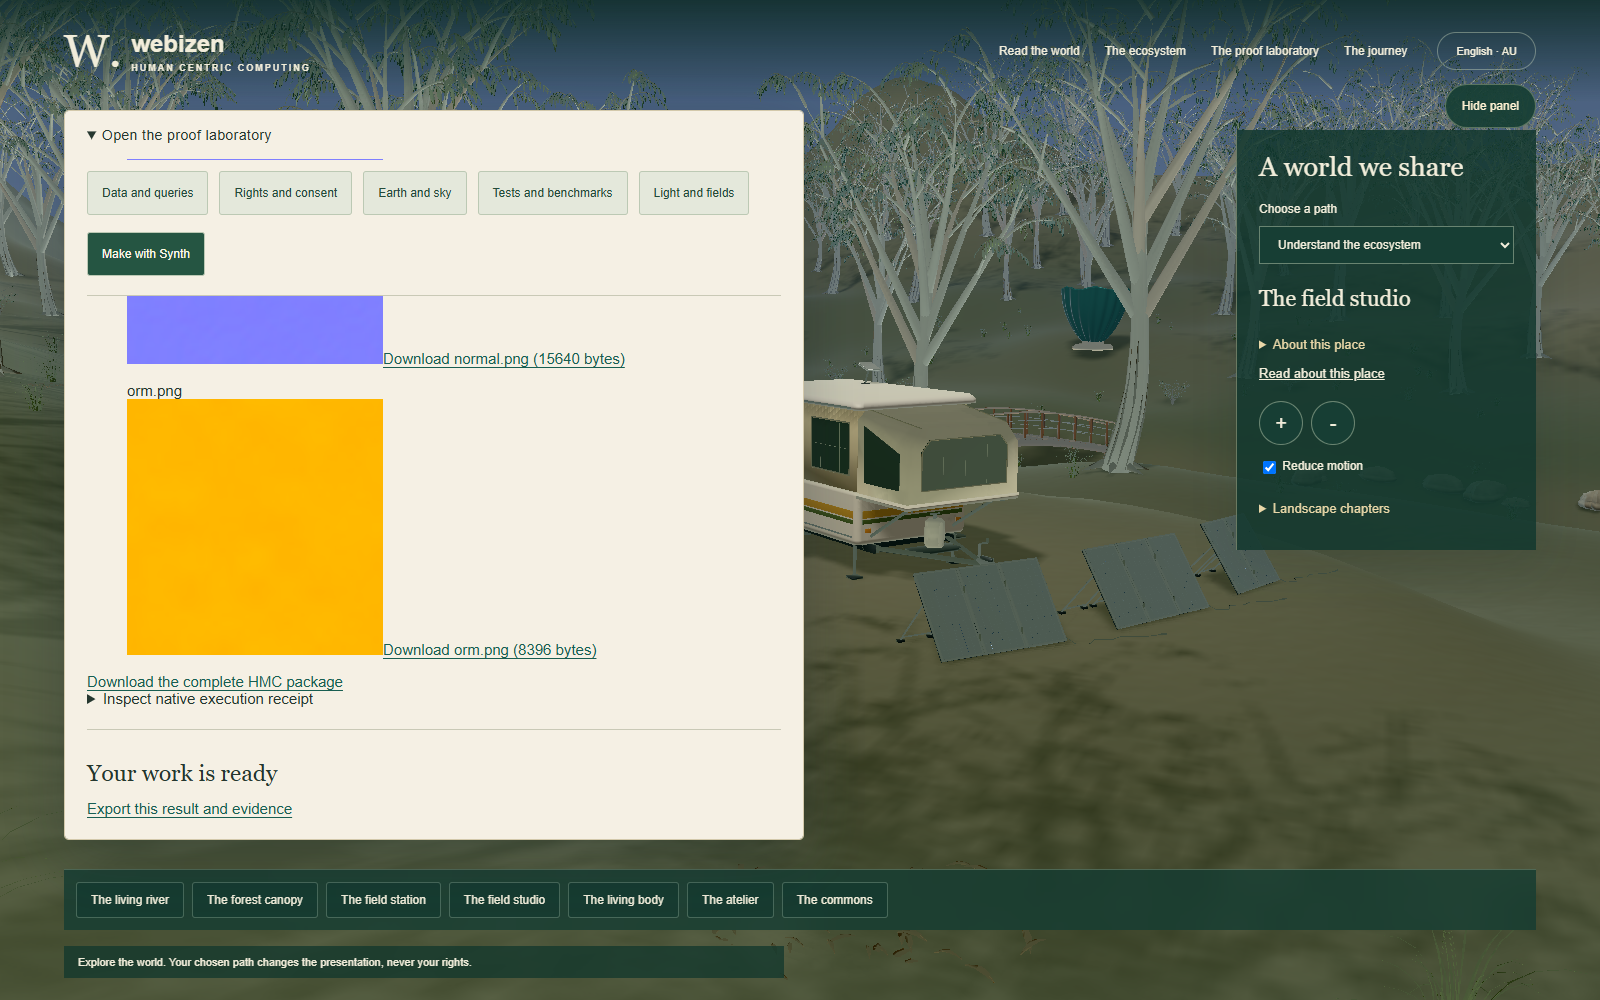 W.
webizen
HUMAN CENTRIC COMPUTING
Read the world
The ecosystem
The proof laboratory
The journey
English · AU
Hide panel
Open the proof laboratory
Data and queries
Rights and consent
Earth and sky
Tests and benchmarks
Light and fields
Make with Synth
Download normal.png (15640 bytes)
orm.png
Download orm.png (8396 bytes)
Download the complete HMC package
Inspect native execution receipt
Your work is ready
Export this result and evidence
A world we share
Choose a path
Understand the ecosystem
The field studio
About this place
Read about this place
+
-
Reduce motion
Landscape chapters
The living river
The forest canopy
The field station
The field studio
The living body
The atelier
The commons
Explore the world. Your chosen path changes the presentation, never your rights.